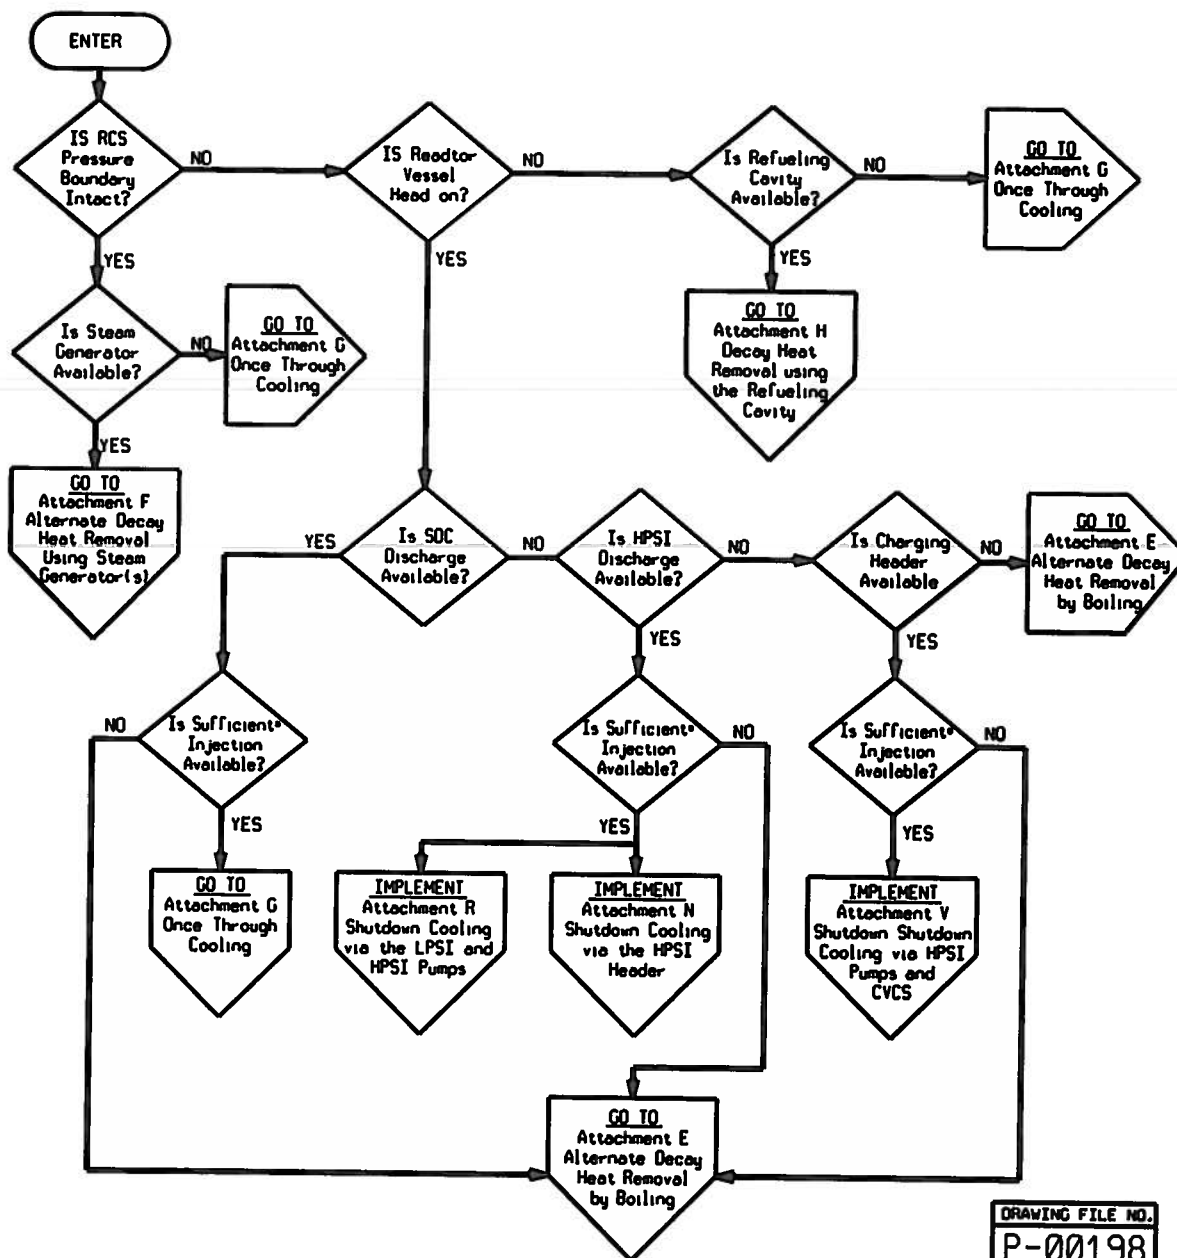 ENTER
IS RCS
Pressure
Boundary
Intact?
NO
IS Readtor
Vessel
Head on?
NO
Is Refueling
Cavity
Available?
NO
GO TO
Attachment G
Once Through
Cooling
YES
YES
YES
Is Steam
Generator
Available?
NO
GO TO
Attachment G
Once Through
Cooling
GO TO
Attachment H
Decay Heat
Removal using
the Refueling
Cavity
YES
GO TO
Attachment F
Alternate Decay
Heat Removal
Using Steam
Generator(s)
YES
Is SDC
Discharge
Available?
NO
Is HPSI
Discharge
Available?
NO
Is Charging
Header
Available
NO
GO TO
Attachment E
Alternate Decay
Heat Removal
by Boiling
YES
YES
NO
Is Sufficient*
Injection
Available?
Is Sufficient*
Injection
Available?
NO
Is Sufficient*
Injection
Available?
NO
YES
YES
YES
GO TO
Attachment G
Once Through
Cooling
IMPLEMENT
Attachment R
Shutdown Cooling
via the LPSI and
HPSI Pumps
IMPLEMENT
Attachment N
Shutdown Cooling
via the HPSI
Header
IMPLEMENT
Attachment V
Shutdown Shutdown
Cooling via HPSI
Pumps and
CVCS
GO TO
Attachment E
Alternate Decay
Heat Removal
by Boiling
DRAWING FILE NO.
P-00198